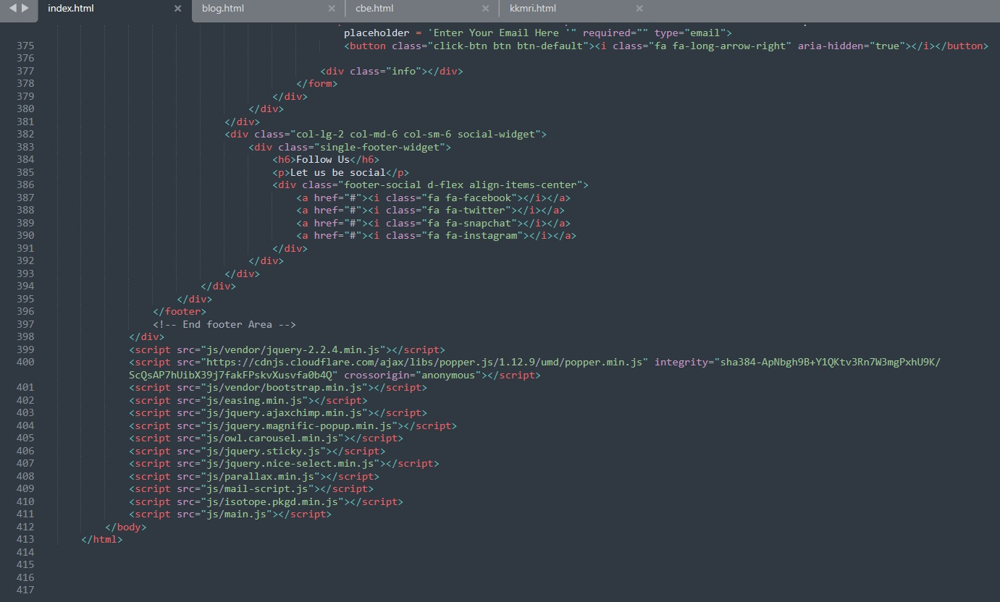 index.html × blog.html × cbe.html × kkmri.html ×
placeholder = 'Enter Your Email Here '" required="" type="email">
375 <button class="click-btn btn btn-default"><i class="fa fa-long-arrow-right" aria-hidden="true"></i></button>
376
377 <div class="info"></div>
378 </form>
379 </div>
380 </div>
381 </div>
382 <div class="col-lg-2 col-md-6 col-sm-6 social-widget">
383 <div class="single-footer-widget">
384 <h6>Follow Us</h6>
385 <p>Let us be social</p>
386 <div class="footer-social d-flex align-items-center">
387 <a href="#"><i class="fa fa-facebook"></i></a>
388 <a href="#"><i class="fa fa-twitter"></i></a>
389 <a href="#"><i class="fa fa-snapchat"></i></a>
390 <a href="#"><i class="fa fa-instagram"></i></a>
391 </div>
392 </div>
393 </div>
394 </div>
395 </div>
396 </footer>
397 <!-- End footer Area -->
398 </div>
399 <script src="js/vendor/jquery-2.2.4.min.js"></script>
400 <script src="https://cdnjs.cloudflare.com/ajax/libs/popper.js/1.12.9/umd/popper.min.js" integrity="sha384-ApNbgh9B+Y1QKtv3Rn7W3mgPxhU9K/
ScQsAP7hUibX39j7fakFPskvXusvfa0b4Q" crossorigin="anonymous"></script>
401 <script src="js/vendor/bootstrap.min.js"></script>
402 <script src="js/easing.min.js"></script>
403 <script src="js/jquery.ajaxchimp.min.js"></script>
404 <script src="js/jquery.magnific-popup.min.js"></script>
405 <script src="js/owl.carousel.min.js"></script>
406 <script src="js/jquery.sticky.js"></script>
407 <script src="js/jquery.nice-select.min.js"></script>
408 <script src="js/parallax.min.js"></script>
409 <script src="js/mail-script.js"></script>
410 <script src="js/isotope.pkgd.min.js"></script>
411 <script src="js/main.js"></script>
412 </body>
413 </html>
414
415
416
417